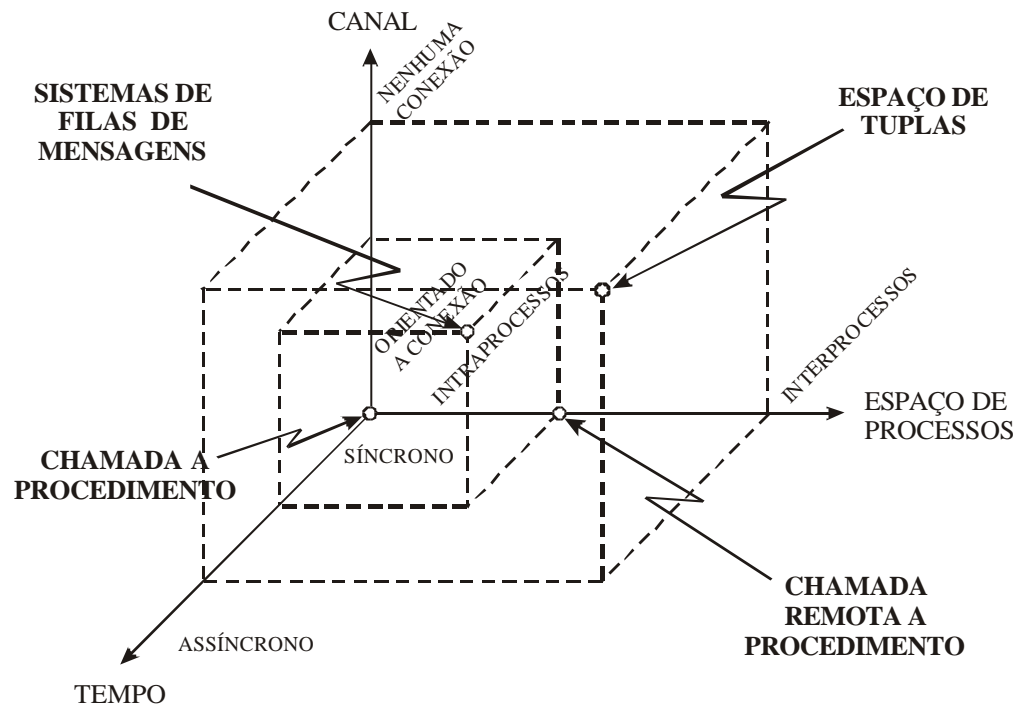 CANAL
NENHUMA
CONEXÃO
SISTEMAS DE
FILAS DE
MENSAGENS
ESPAÇO DE
TUPLAS
ORIENTADO
A CONEXÃO
INTRAPROCESSOS
INTERPROCESSOS
ESPAÇO DE
PROCESSOS
SÍNCRONO
CHAMADA A
PROCEDIMENTO
CHAMADA
REMOTA A
PROCEDIMENTO
ASSÍNCRONO
TEMPO